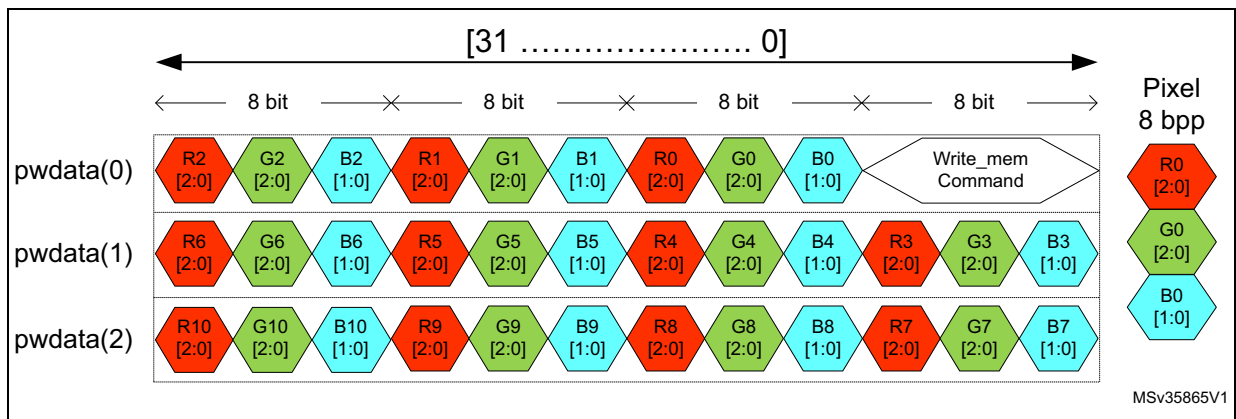 [31 …………………. 0]
8 bit 8 bit 8 bit 8 bit
Pixel
8 bpp
pwdata(0)
R2 G2 B2 R1 G1 B1 R0 G0 B0 Write_mem
[2:0] [2:0] [1:0] [2:0] [2:0] [1:0] [2:0] [2:0] [1:0] Command
pwdata(1)
R6 G6 B6 R5 G5 B5 R4 G4 B4 R3 G3 B3
[2:0] [2:0] [1:0] [2:0] [2:0] [1:0] [2:0] [2:0] [1:0] [2:0] [2:0] [1:0]
pwdata(2)
R10 G10 B10 R9 G9 B9 R8 G8 B8 R7 G7 B7
[2:0] [2:0] [1:0] [2:0] [2:0] [1:0] [2:0] [2:0] [1:0] [2:0] [2:0] [1:0]
R0
[2:0]
G0
[2:0]
B0
[1:0]
MSv35865V1